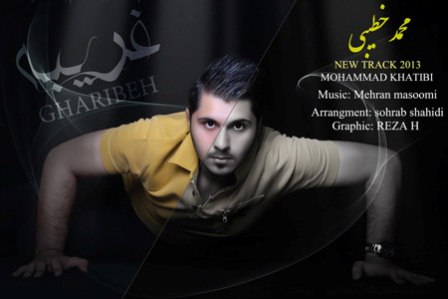 غریبه
GHARIBEH
محمد خطیبی
NEW TRACK 2013
MOHAMMAD KHATIBI
Music: Mehran masoomi
Arrangment: sohrab shahidi
Graphic: REZA H